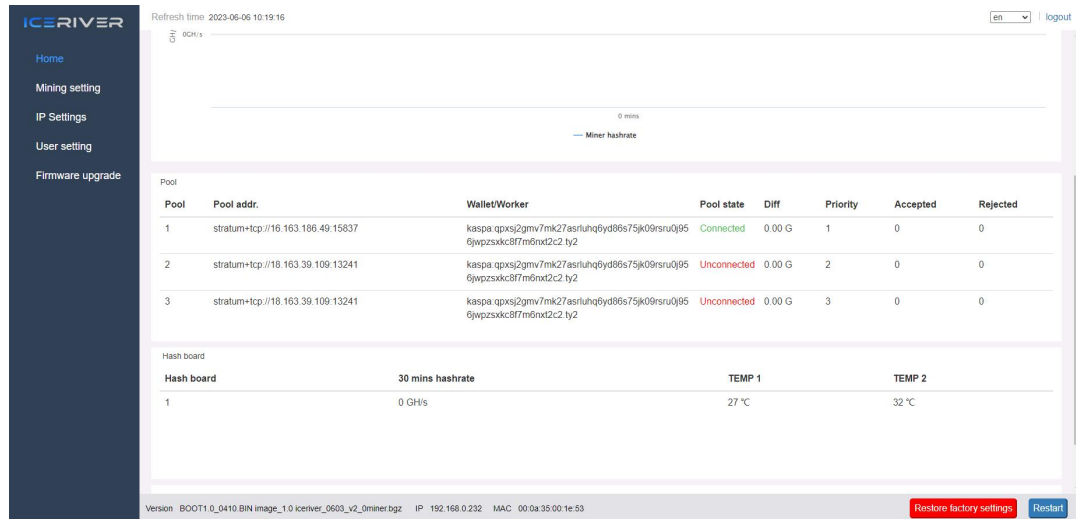 ICERIVER
Refresh time 2023-06-06 10:19:16
en
logout
Home
Mining setting
IP Settings
User setting
Firmware upgrade
GH/
0GH/s
0 mins
Miner hashrate
Pool
Pool Pool addr. Wallet/Worker Pool state Diff Priority Accepted Rejected
1 stratum+tcp://16.163.186.49:15837 kaspa:qpxsj2gmv7mk27asrluhq6yd86s75jk09rsru0j95 Connected 0.00 G 1 0 0
6jwpzsxkc8f7m6nxt2c2.ty2
2 stratum+tcp://18.163.39.109:13241 kaspa:qpxsj2gmv7mk27asrluhq6yd86s75jk09rsru0j95 Unconnected 0.00 G 2 0 0
6jwpzsxkc8f7m6nxt2c2.ty2
3 stratum+tcp://18.163.39.109:13241 kaspa:qpxsj2gmv7mk27asrluhq6yd86s75jk09rsru0j95 Unconnected 0.00 G 3 0 0
6jwpzsxkc8f7m6nxt2c2.ty2
Hash board
Hash board 30 mins hashrate TEMP 1 TEMP 2
1 0 GH/s 27 ℃ 32 ℃
Version BOOT1.0_0410.BIN image_1.0 iceriver_0603_v2_0miner.bgz IP 192.168.0.232 MAC 00:0a:35:00:1e:53
Restore factory settings
Restart